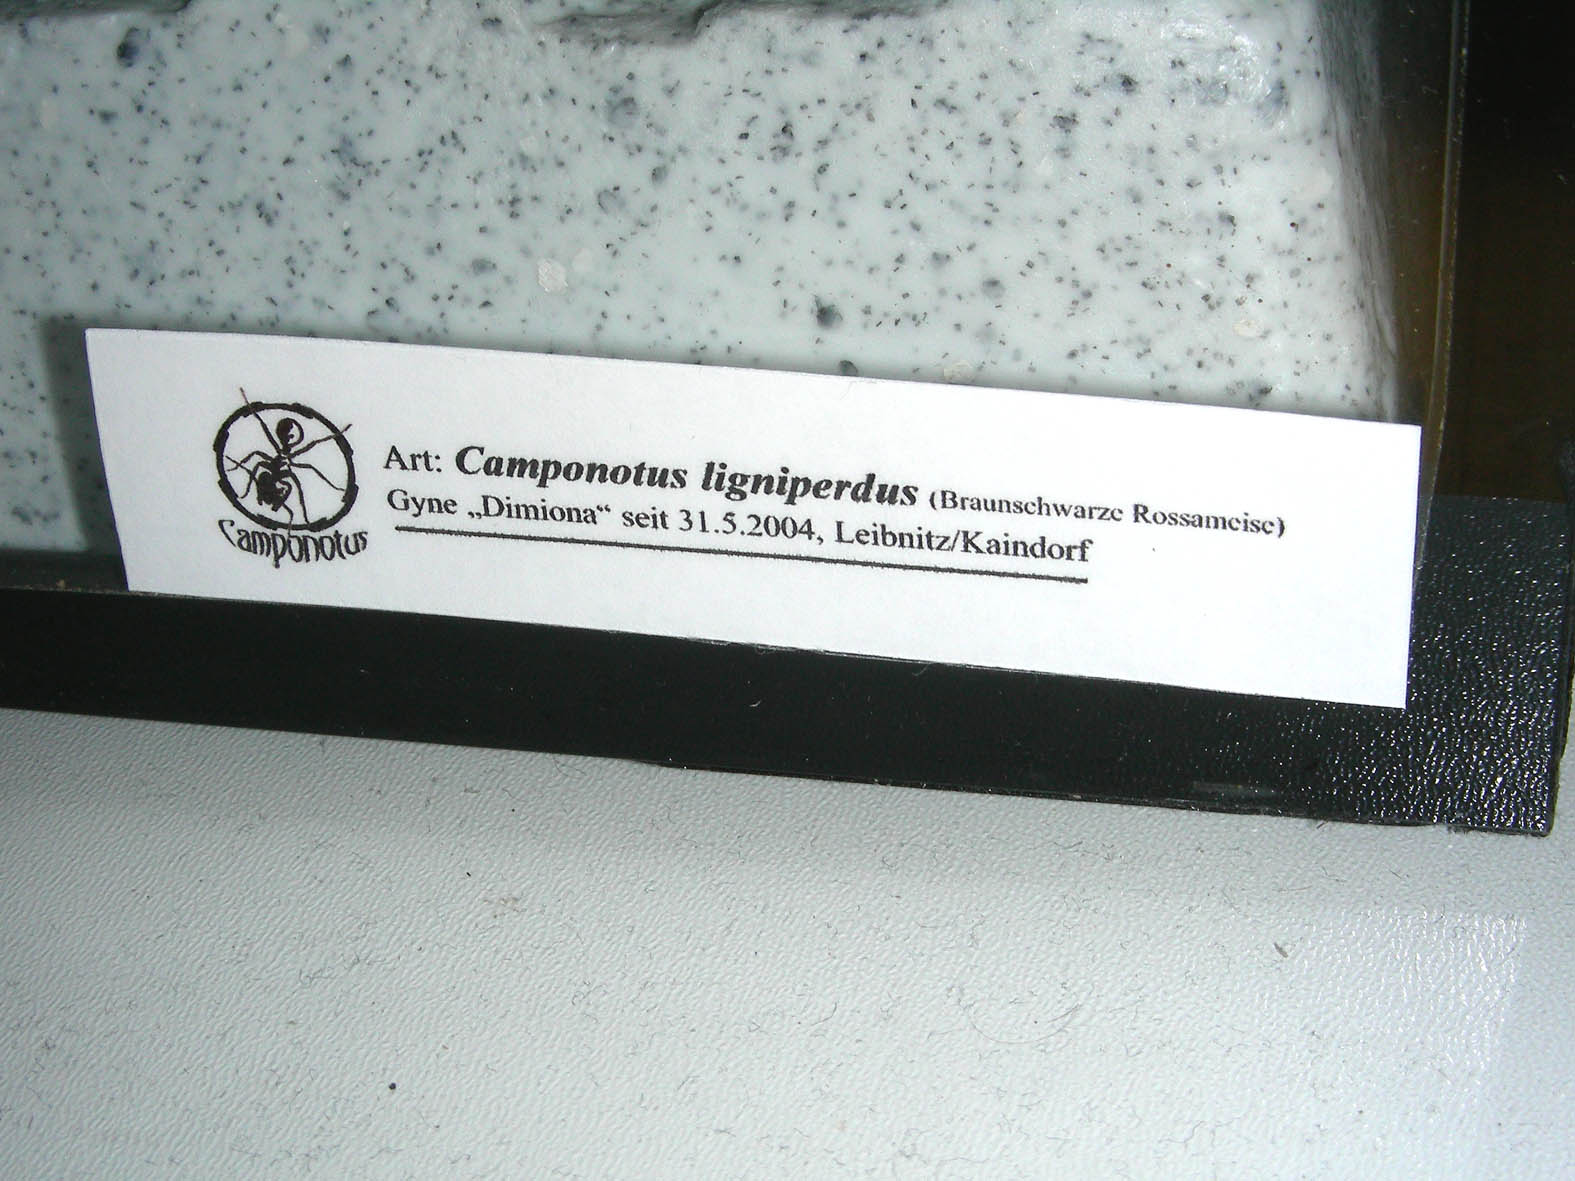 Art: Camponotus ligniperdus (Braunschwarze Rossameise)
Gyne „Dimiona“ seit 31.5.2004, Leibnitz/Kaindorf
Camponotus